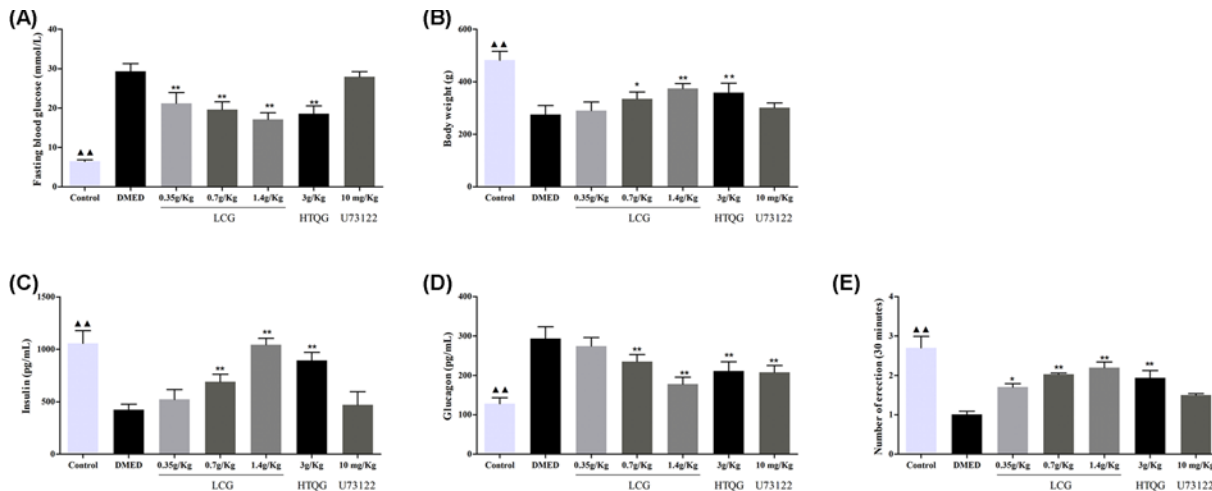 (A)
Fasting blood glucose (mmol/L)
40
30
20
10
0
▲▲
**
**
**
**
Control DMED 0.35g/Kg 0.7g/Kg 1.4g/Kg 3g/Kg 10 mg/Kg
LCG HTQG U73122
(B)
Body weight (g)
600
400
200
0
▲▲
*
**
**
Control DMED 0.35g/Kg 0.7g/Kg 1.4g/Kg 3g/Kg 10 mg/Kg
LCG HTQG U73122
(C)
Insulin (pg/mL)
1500
1000
500
0
▲▲
**
**
**
Control DMED 0.35g/Kg 0.7g/Kg 1.4g/Kg 3g/Kg 10 mg/Kg
LCG HTQG U73122
(D)
Glucagon (pg/mL)
400
300
200
100
0
▲▲
**
**
**
**
Control DMED 0.35g/Kg 0.7g/Kg 1.4g/Kg 3g/Kg 10 mg/Kg
LCG HTQG U73122
(E)
Number of erection (30 minutes)
4
3
2
1
0
▲▲
*
**
**
**
Control DMED 0.35g/Kg 0.7g/Kg 1.4g/Kg 3g/Kg 10 mg/Kg
LCG HTQG U73122